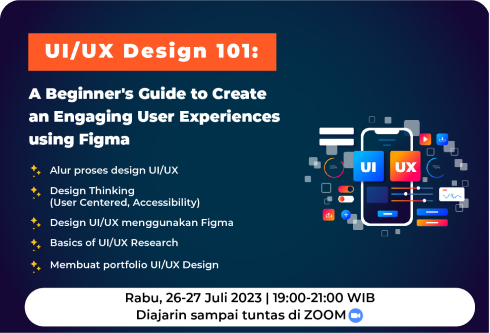 UI/UX Design 101:
A Beginner's Guide to Create
an Engaging User Experiences
using Figma
Alur proses design UI/UX
Design Thinking
(User Centered, Accessibility)
Design UI/UX menggunakan Figma
Basics of UI/UX Research
Membuat portfolio UI/UX Design
UI UX
Rabu, 26-27 Juli 2023 | 19:00-21:00 WIB
Diajarin sampai tuntas di ZOOM